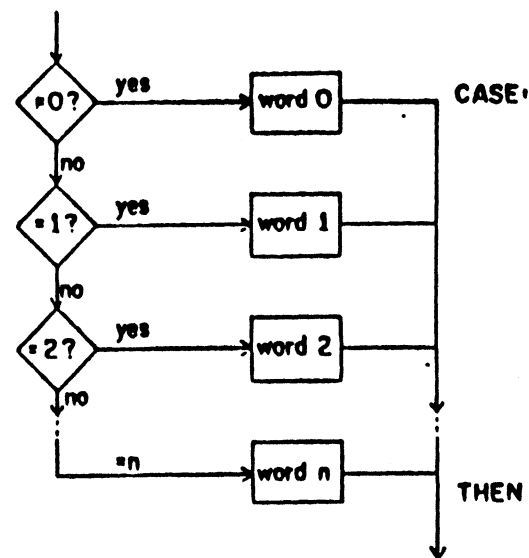 yes
=0?
word 0
CASE:
no
yes
=1?
word 1
no
yes
=2?
word 2
no
=n
word n
THEN